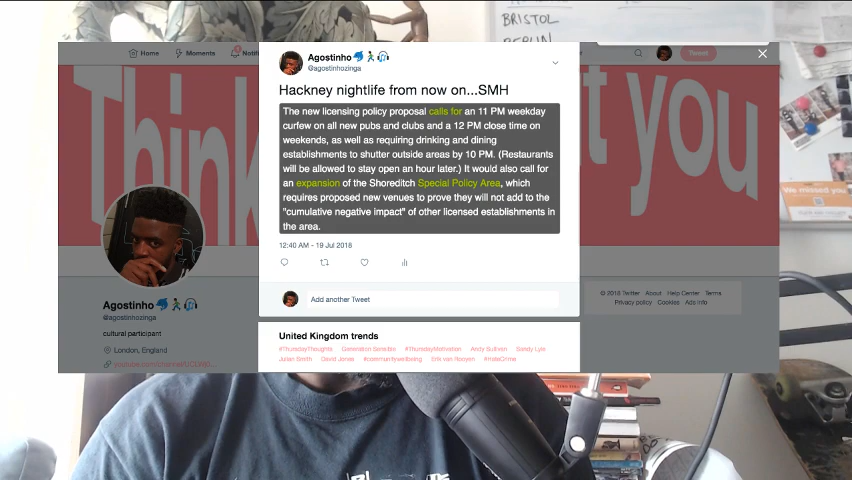 BRISTOL
BERLIN
Home
Moments
Notifi
Tweet
Think
t you
Agostinho
@agostinhozinga
Hackney nightlife from now on...SMH
The new licensing policy proposal calls for an 11 PM weekday
curfew on all new pubs and clubs and a 12 PM close time on
weekends, as well as requiring drinking and dining
establishments to shutter outside areas by 10 PM. (Restaurants
will be allowed to stay open an hour later.) It would also call for
an expansion of the Shoreditch Special Policy Area, which
requires proposed new venues to prove they will not add to the
"cumulative negative impact" of other licensed establishments in
the area.
12:40 AM - 19 Jul 2018
Add another Tweet
United Kingdom trends
#ThursdayThoughts Generation Sensible #ThursdayMotivation Andy Sullivan Sandy Lyle
Julian Smith David Jones #communitywellbeing Erik van Rooyen #HateCrime
Agostinho
@agostinhozinga
cultural participant
London, England
© 2018 Twitter About Help Center Terms
Privacy policy Cookies Ads info
We missed you